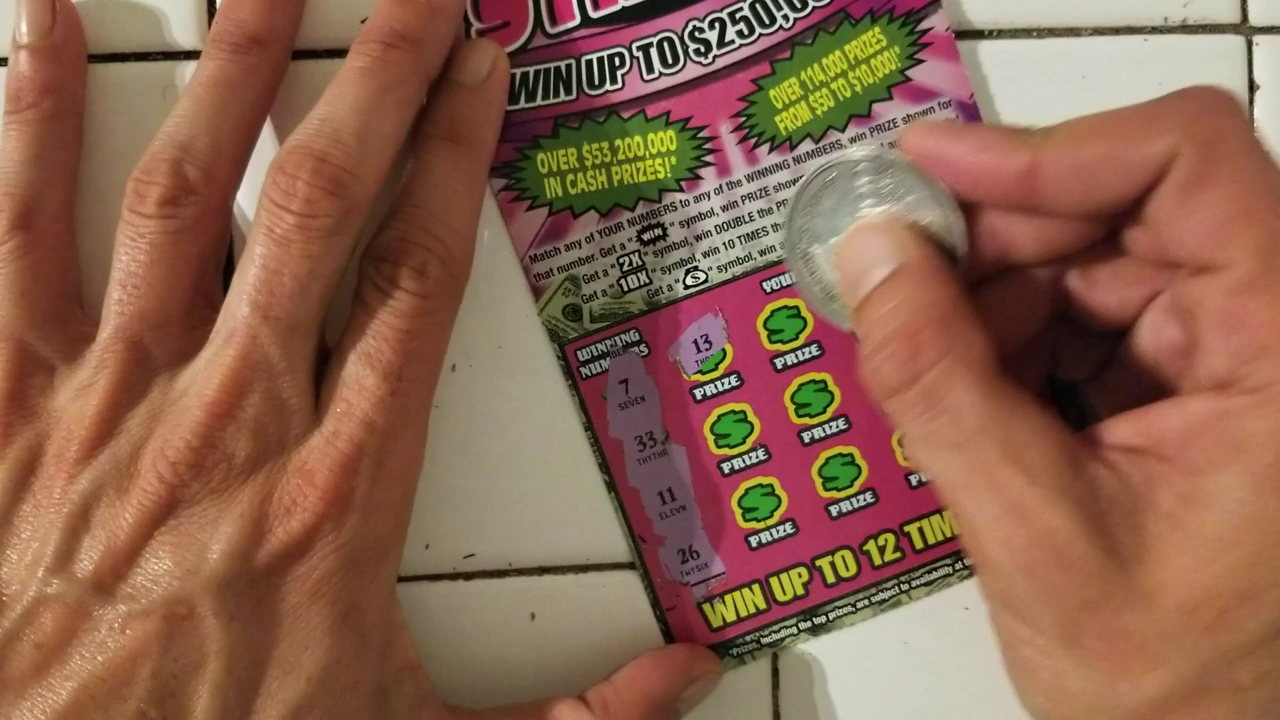 WIN UP TO $250,0
OVER 114,000 PRIZES
FROM $50 TO $10,000!*
OVER $53,200,000
IN CASH PRIZES!*
Match any of YOUR NUMBERS to any of the WINNING NUMBERS, win PRIZE shown for
that number. Get a "WIN" symbol, win PRIZE shown
Get a "2X" symbol, win DOUBLE the
Get a "10X" symbol, win 10 TIMES the
Get a " " symbol, win
WINNING
NUMBERS
YOUR
7
SEVEN
33
THYTHR
11
ELEVN
26
TWYSIX
13
PRIZE
PRIZE
PRIZE
PRIZE
PRIZE
PRIZE
WIN UP TO 12 TIM
*Prizes, including the top prizes, are subject to availability at